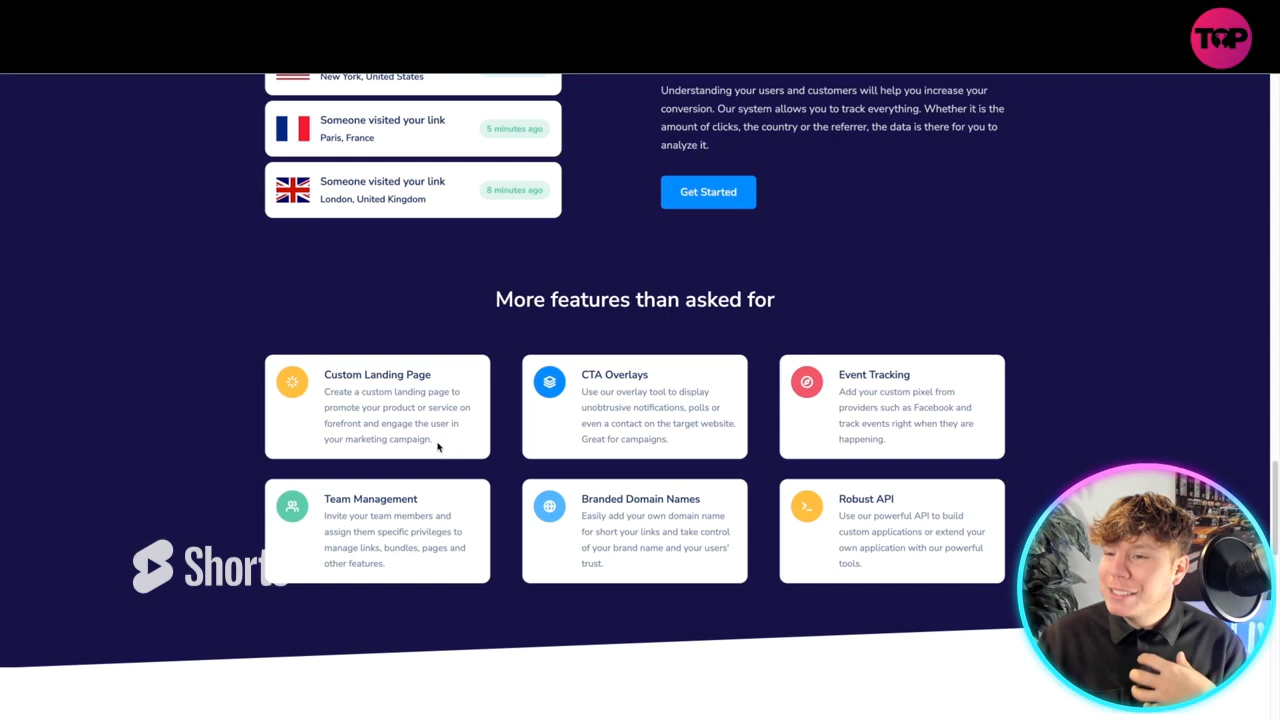 TOP
New York, United States
Someone visited your link
5 minutes ago
Paris, France
Someone visited your link
8 minutes ago
London, United Kingdom
Understanding your users and customers will help you increase your
conversion. Our system allows you to track everything. Whether it is the
amount of clicks, the country or the referrer, the data is there for you to
analyze it.
Get Started
More features than asked for
Custom Landing Page
Create a custom landing page to
promote your product or service on
forefront and engage the user in
your marketing campaign.
CTA Overlays
Use our overlay tool to display
unobtrusive notifications, polls or
even a contact on the target website.
Great for campaigns.
Event Tracking
Add your custom pixel from
providers such as Facebook and
track events right when they are
happening.
Team Management
Invite your team members and
assign them specific privileges to
manage links, bundles, pages and
other features.
Branded Domain Names
Easily add your own domain name
for short your links and take control
of your brand name and your users'
trust.
Robust API
Use our powerful API to build
custom applications or extend your
own application with our powerful
tools.
Shorts